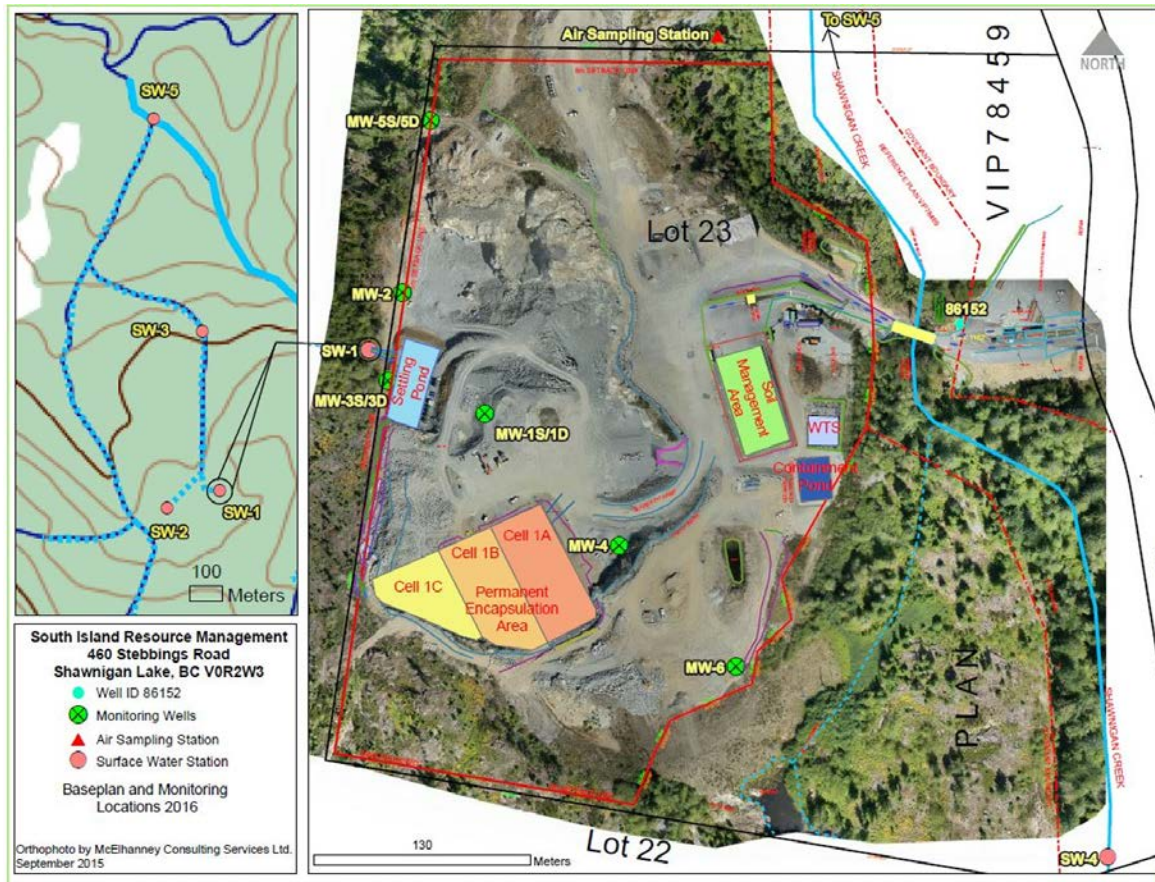 SW-5
SW-3
SW-1
SW-2
100
Meters
South Island Resource Management
460 Stebbings Road
Shawnigan Lake, BC V0R2W3
Well ID 86152
Monitoring Wells
Air Sampling Station
Surface Water Station
Baseplan and Monitoring
Locations 2016
Orthophoto by McElhanney Consulting Services Ltd.
September 2015
Air Sampling Station
To SW-5
NORTH
SHAWNIGAN CREEK
COVENANT BOUNDARY
REFERENCE PLAN VIP78459
VIP78459
MW-5S/5D
Lot 23
MW-2
86152
SW-1
Settling
Pond
MW-3S/3D
MW-1S/1D
Soil
Management
Area
WTS
Containment
Pond
MW-4
Cell 1A
Cell 1B
Cell 1C
Permanent
Encapsulation
Area
MW-6
PLAN
SHAWNIGAN CREEK
SW-4
Lot 22
130
Meters